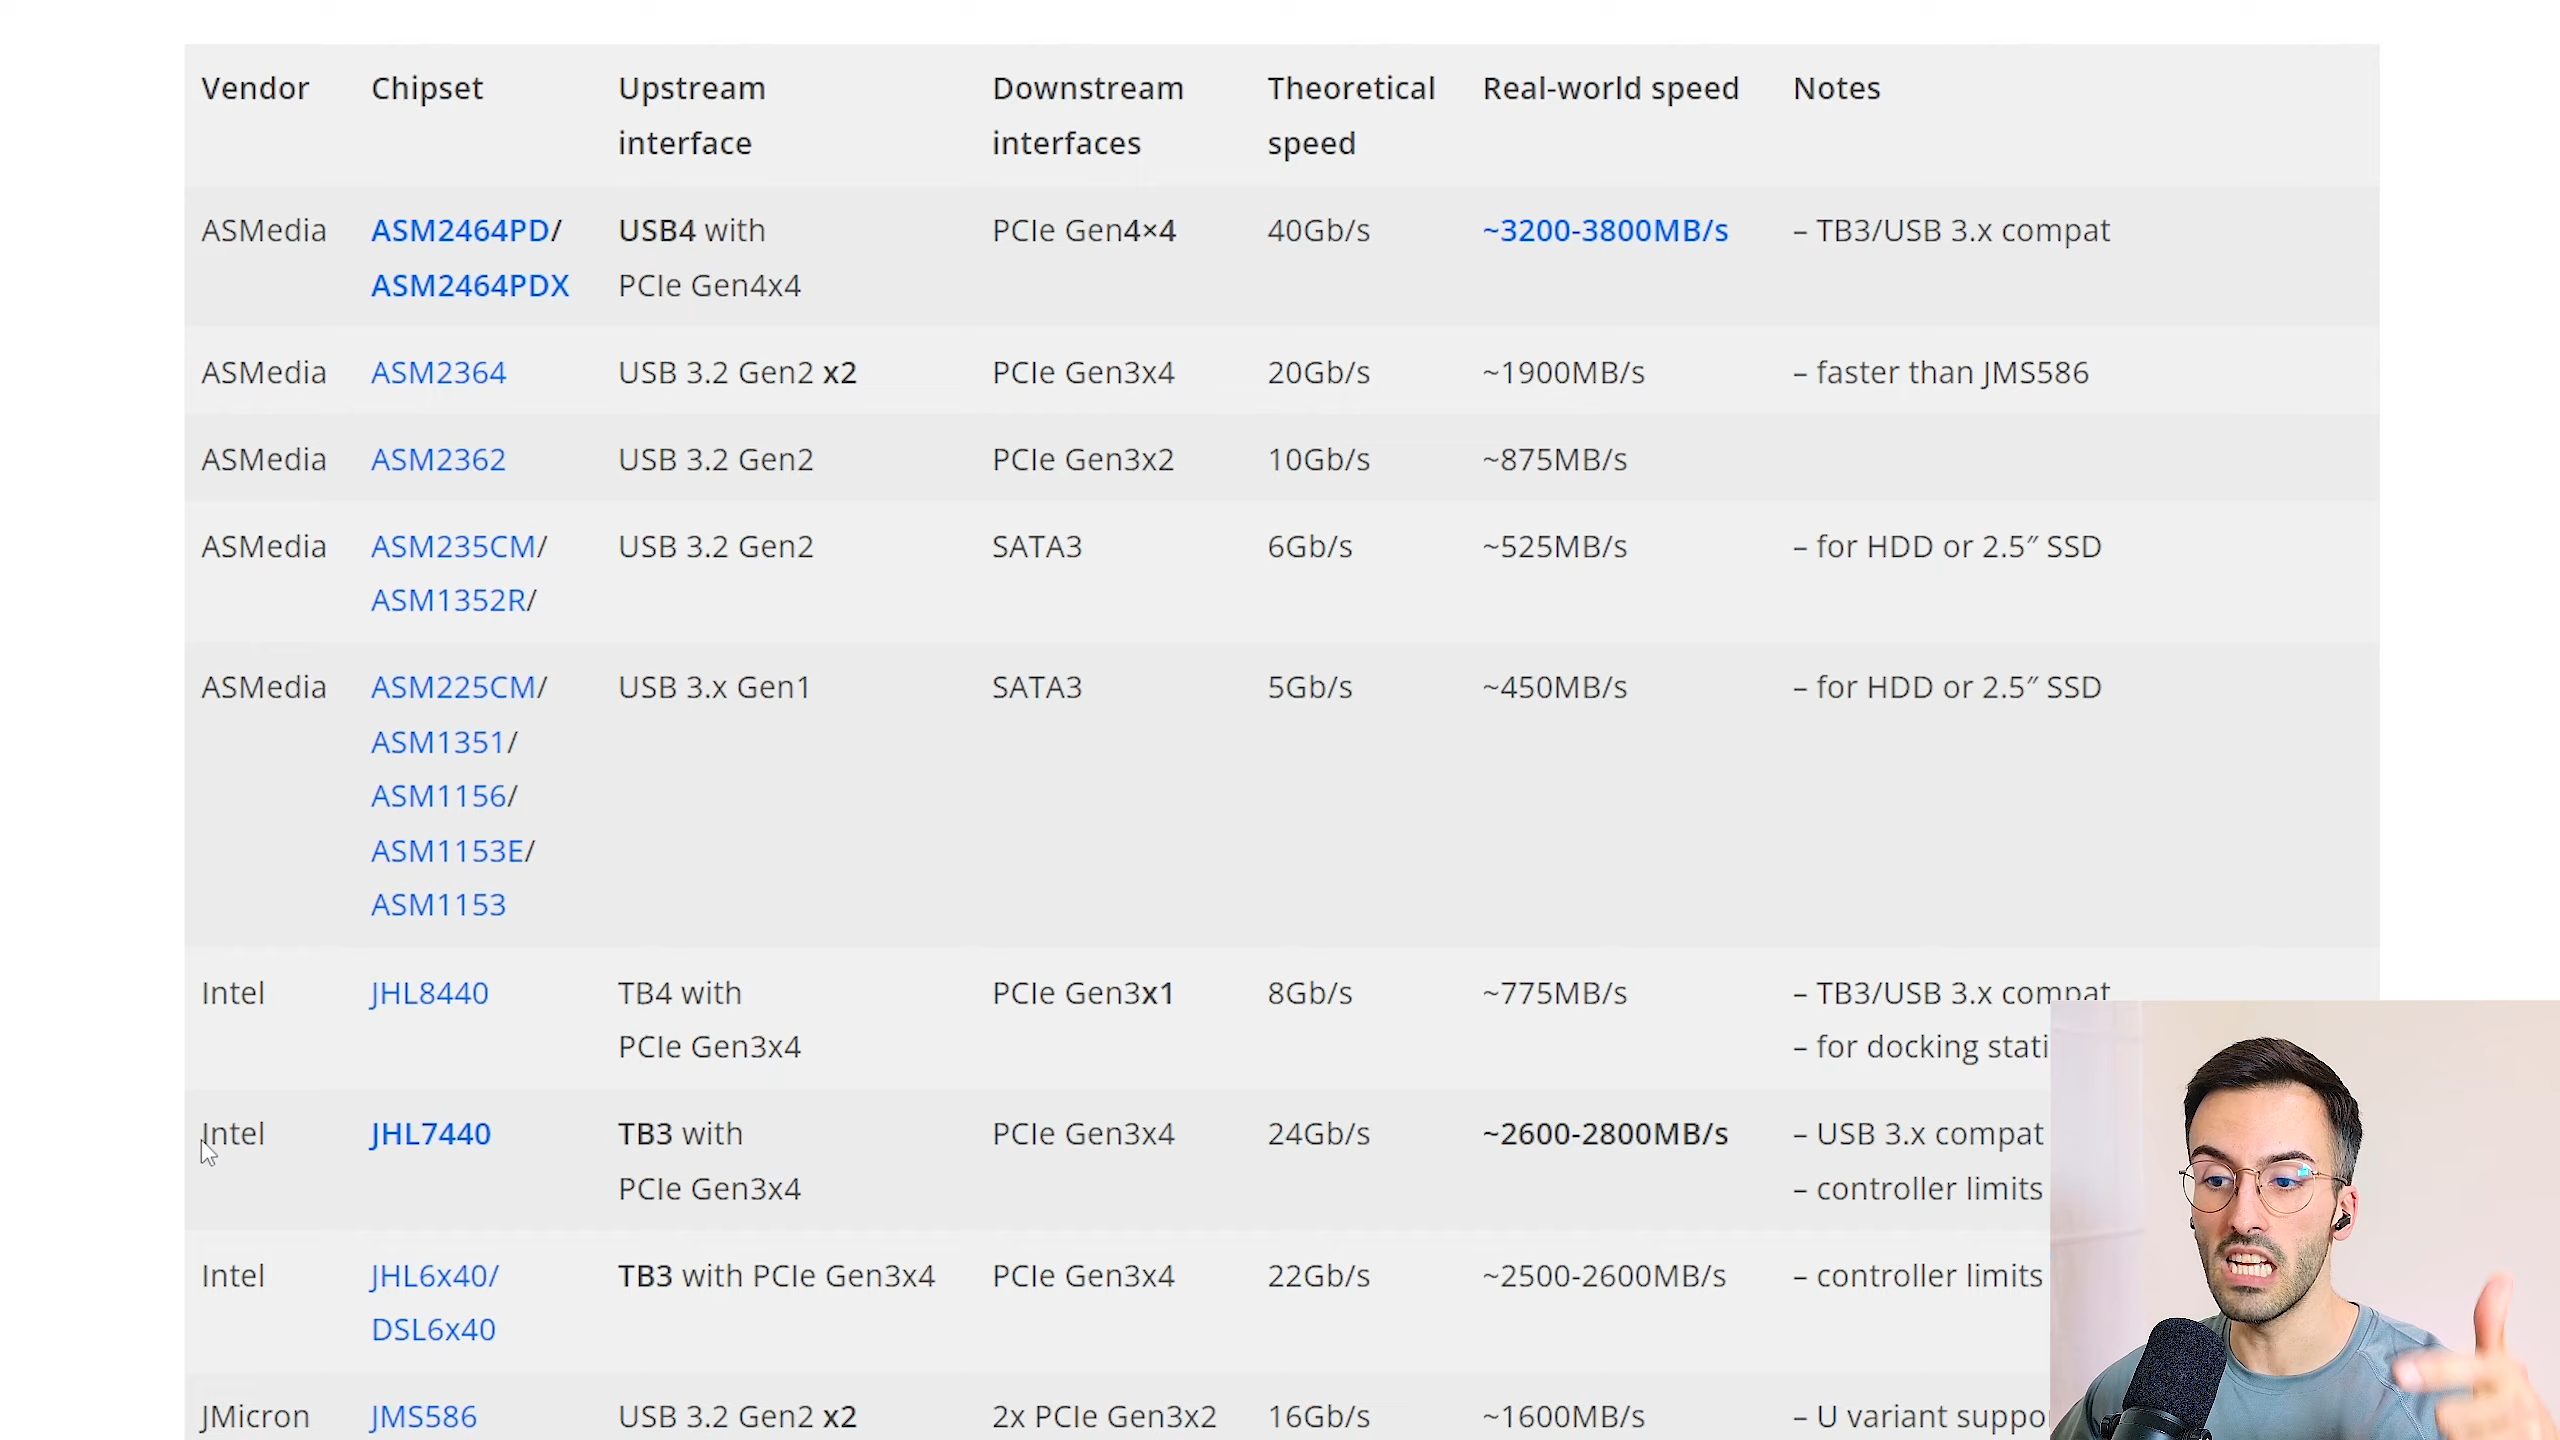 Vendor Chipset Upstream interface Downstream interfaces Theoretical speed Real-world speed Notes
ASMedia ASM2464PD/ USB4 with PCIe Gen4×4 40Gb/s ~3200-3800MB/s – TB3/USB 3.x compat
ASM2464PDX PCIe Gen4x4
ASMedia ASM2364 USB 3.2 Gen2 x2 PCIe Gen3x4 20Gb/s ~1900MB/s – faster than JMS586
ASMedia ASM2362 USB 3.2 Gen2 PCIe Gen3x2 10Gb/s ~875MB/s
ASMedia ASM235CM/ USB 3.2 Gen2 SATA3 6Gb/s ~525MB/s – for HDD or 2.5″ SSD
ASM1352R/
ASMedia ASM225CM/ USB 3.x Gen1 SATA3 5Gb/s ~450MB/s – for HDD or 2.5″ SSD
ASM1351/
ASM1156/
ASM1153E/
ASM1153
Intel JHL8440 TB4 with PCIe Gen3x1 8Gb/s ~775MB/s – TB3/USB 3.x compat
PCIe Gen3x4 – for docking stati
Intel JHL7440 TB3 with PCIe Gen3x4 24Gb/s ~2600-2800MB/s – USB 3.x compat
PCIe Gen3x4 – controller limits
Intel JHL6x40/ TB3 with PCIe Gen3x4 PCIe Gen3x4 22Gb/s ~2500-2600MB/s – controller limits
DSL6x40
JMicron JMS586 USB 3.2 Gen2 x2 2x PCIe Gen3x2 16Gb/s ~1600MB/s – U variant suppo